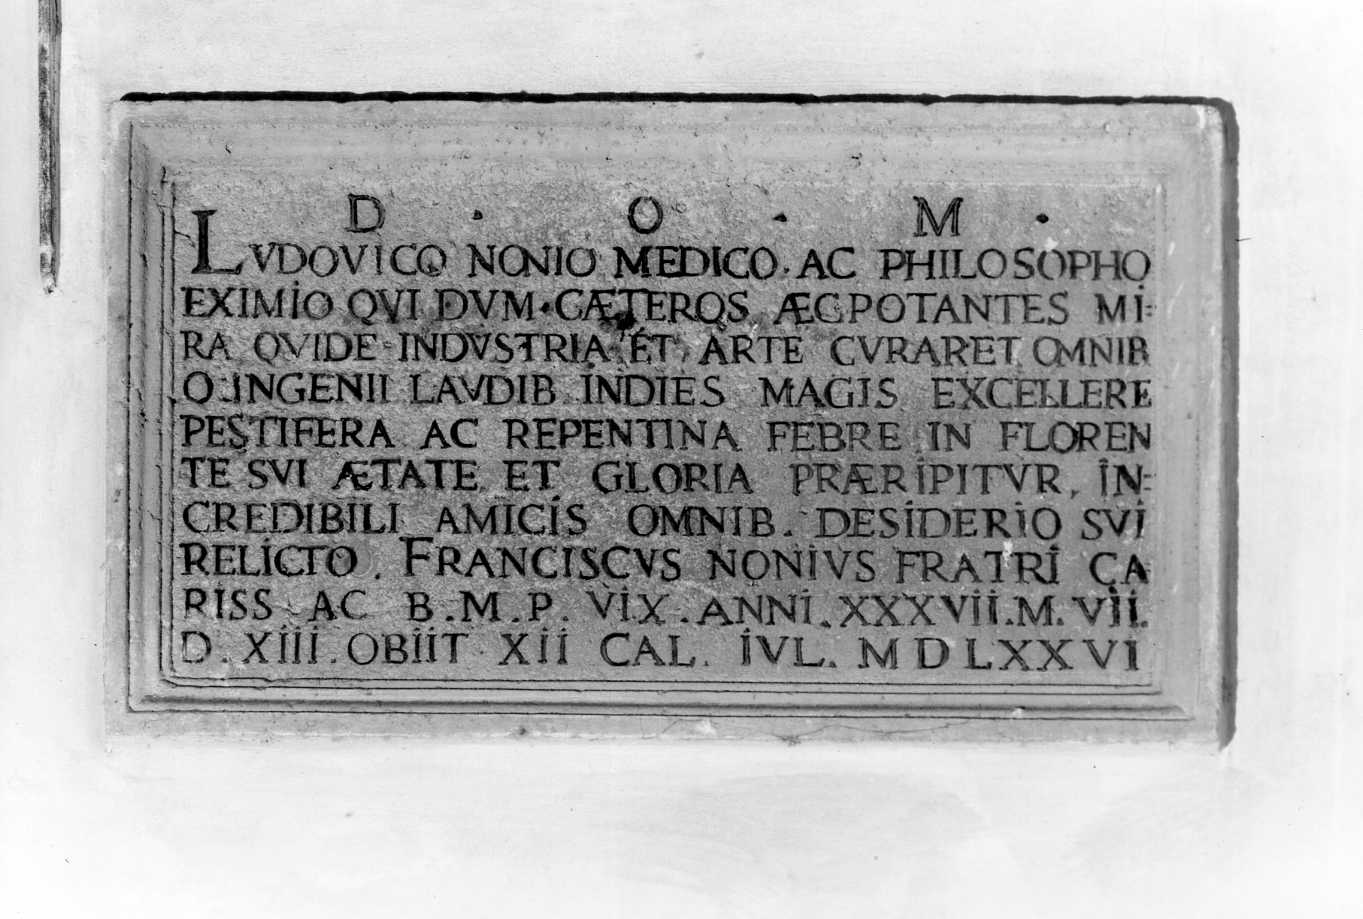 D · O · M ·
LVDOVICO NONIO MEDICO. AC PHILOSOPHO
EXIMIO QVI DVM·CÆTEROS ÆGPOTANTES MI-
RA QVIDE INDVSTRIA ET ARTE CVRARET OMNIB
Q INGENII LAVDIB INDIES MAGIS EXCELLERE
PESTIFERA AC REPENTINA FEBRE IN FLOREN
TE SVI ÆTATE ET GLORIA PRÆRIPITVR, IN-
CREDIBILI AMICIS OMNIB. DESIDERIO SVI
RELICTO. FRANCISCVS NONIVS FRATRI CA
RISS AC B.M.P. VIX.ANNI.XXXVII.M.VII.
D.XIII.OBIIT XII CAL. IVL. MDLXXVI